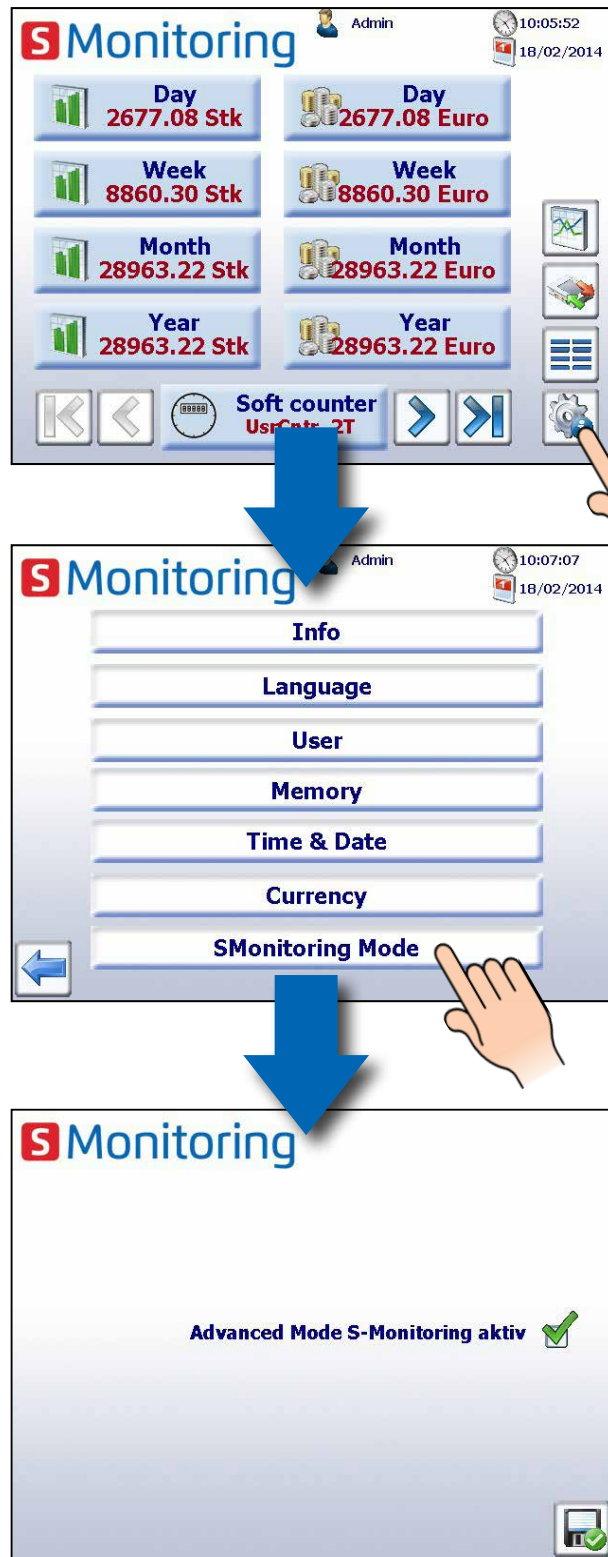 S Monitoring
Admin
10:05:52
18/02/2014
Day
2677.08 Stk
Day
2677.08 Euro
Week
8860.30 Stk
Week
8860.30 Euro
Month
28963.22 Stk
Month
28963.22 Euro
Year
28963.22 Stk
Year
28963.22 Euro
Soft counter
S Monitoring
Admin
10:07:07
18/02/2014
Info
Language
User
Memory
Time & Date
Currency
SMonitoring Mode
S Monitoring
Advanced Mode S-Monitoring aktiv